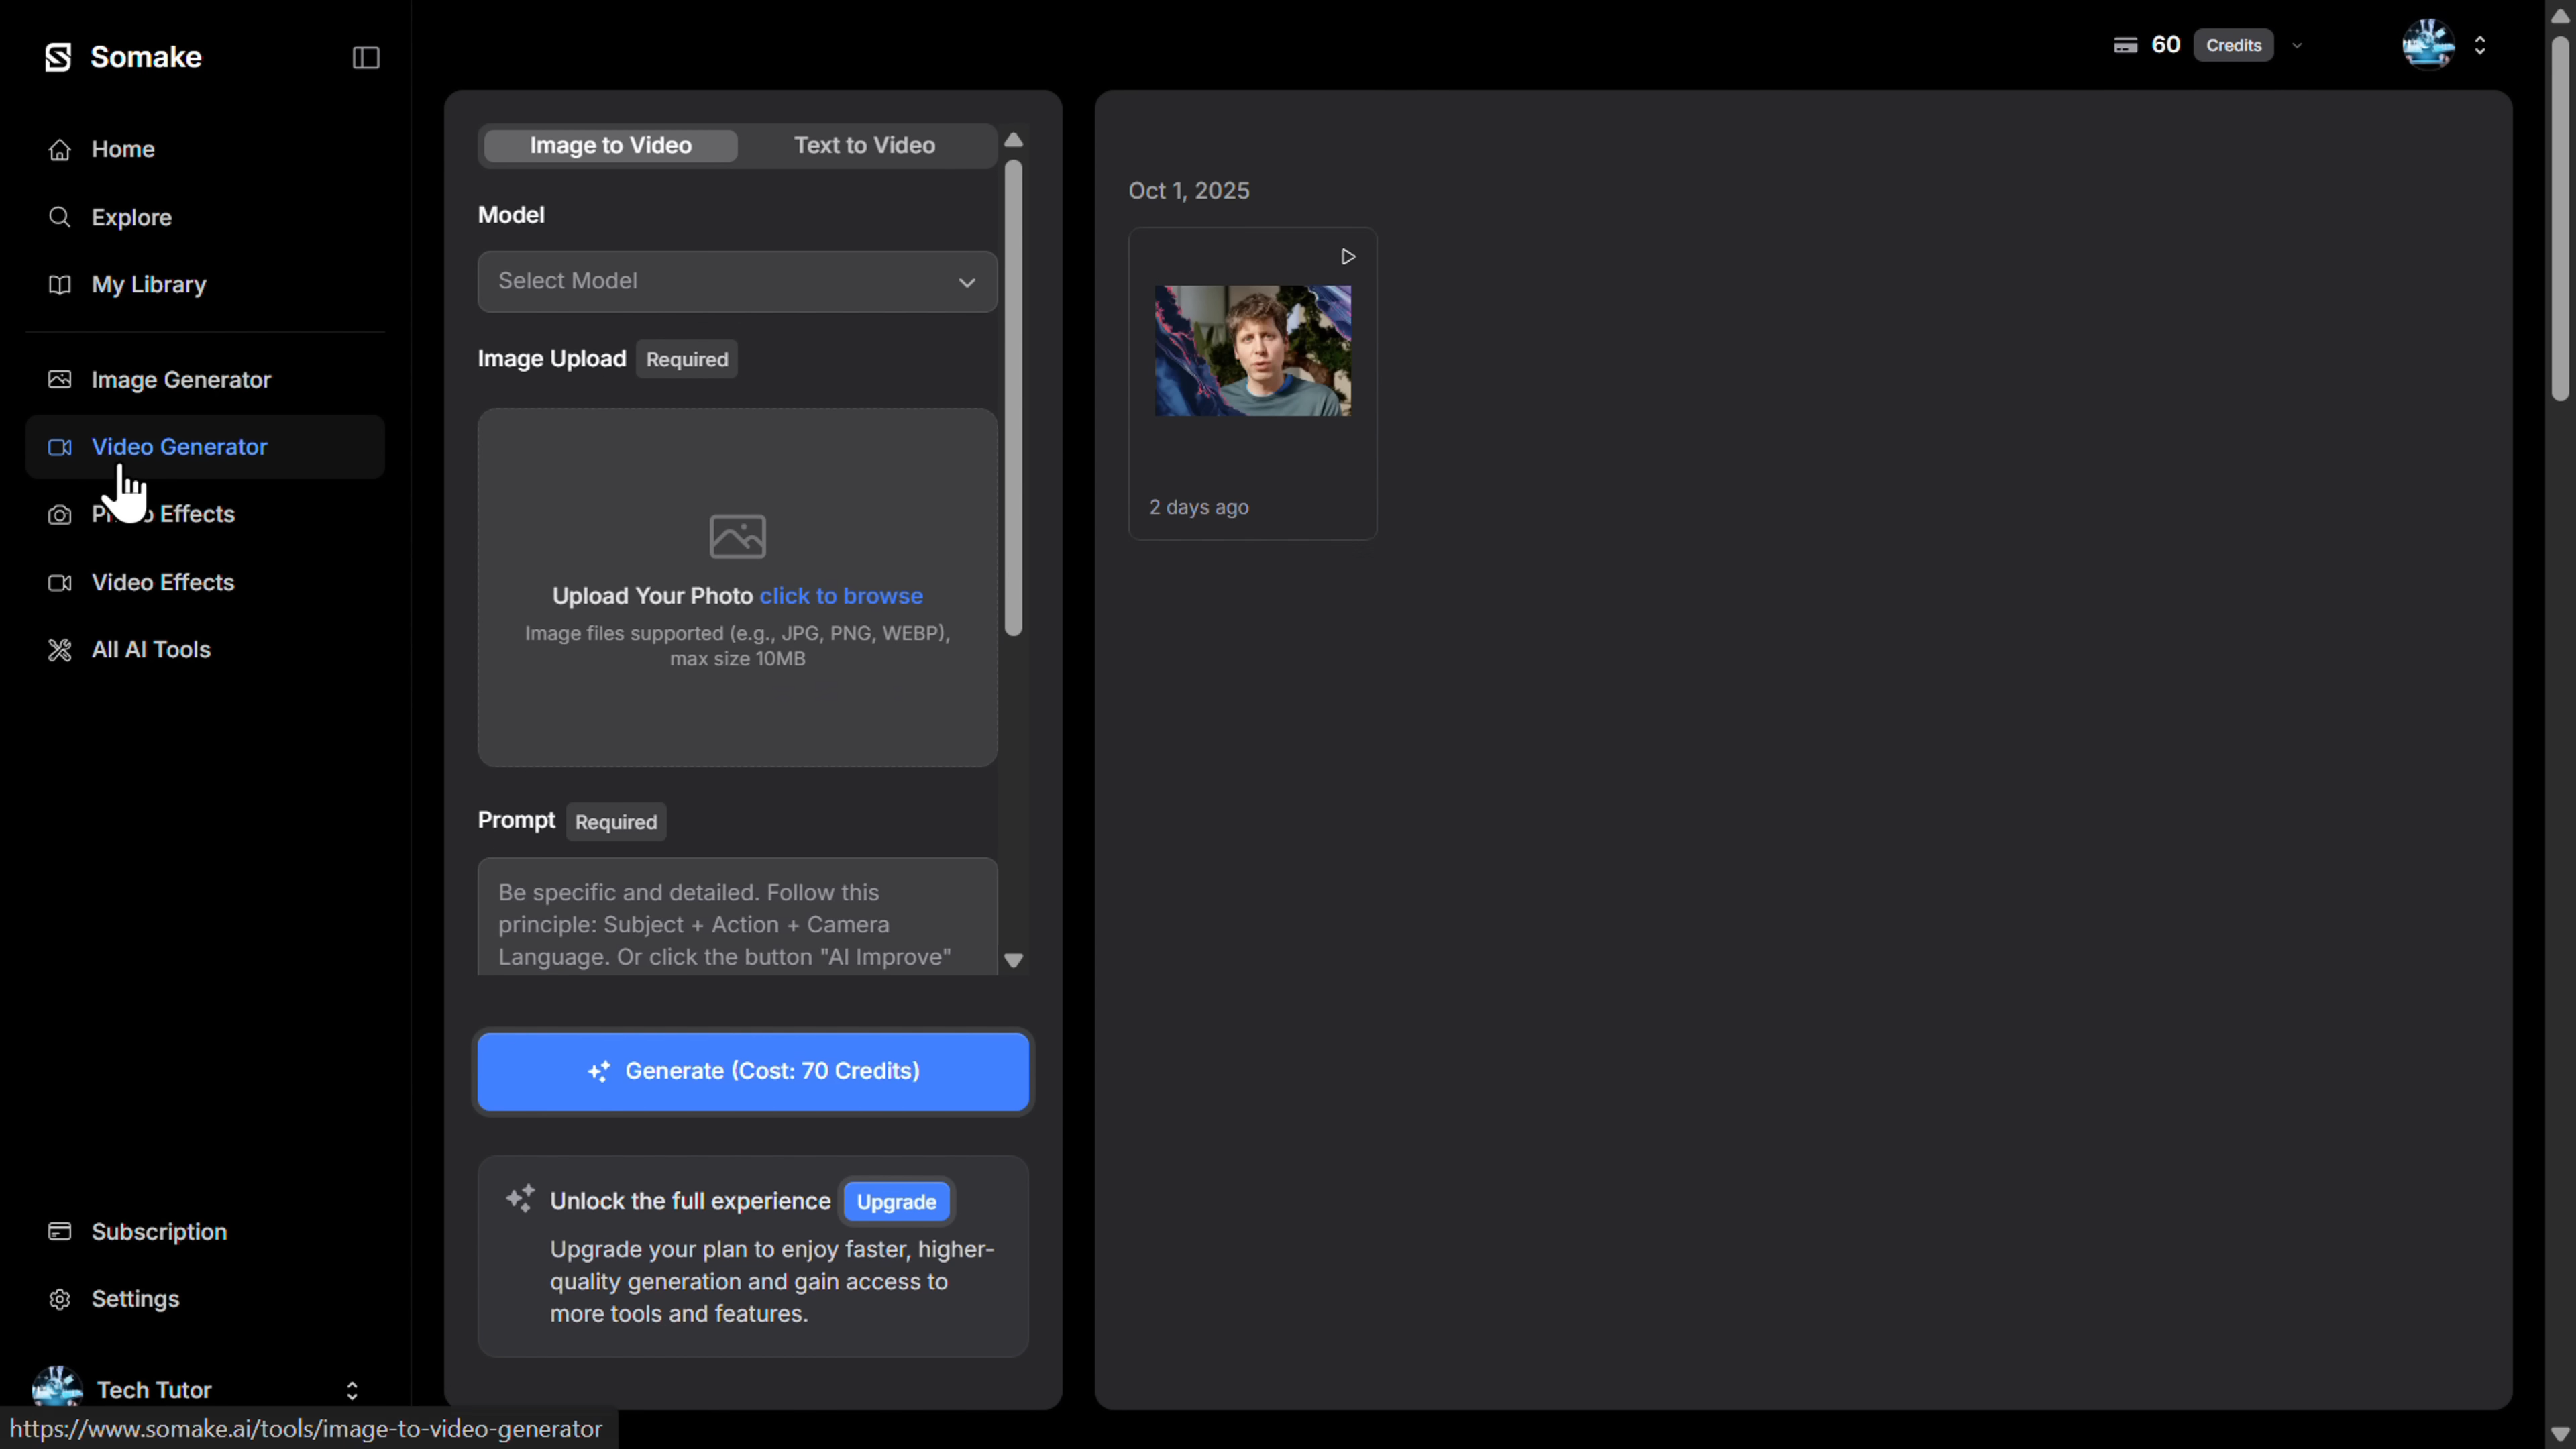 Somake
Home
Explore
My Library
Image Generator
Video Generator
Photo Effects
Video Effects
All AI Tools
Subscription
Settings
Tech Tutor
https://www.somake.ai/tools/image-to-video-generator
60 Credits
Image to Video
Text to Video
Model
Select Model
Image Upload Required
Upload Your Photo click to browse
Image files supported (e.g., JPG, PNG, WEBP),
max size 10MB
Prompt Required
Be specific and detailed. Follow this
principle: Subject + Action + Camera
Language. Or click the button "AI Improve"
Generate (Cost: 70 Credits)
Unlock the full experience Upgrade
Upgrade your plan to enjoy faster, higher-
quality generation and gain access to
more tools and features.
Oct 1, 2025
2 days ago